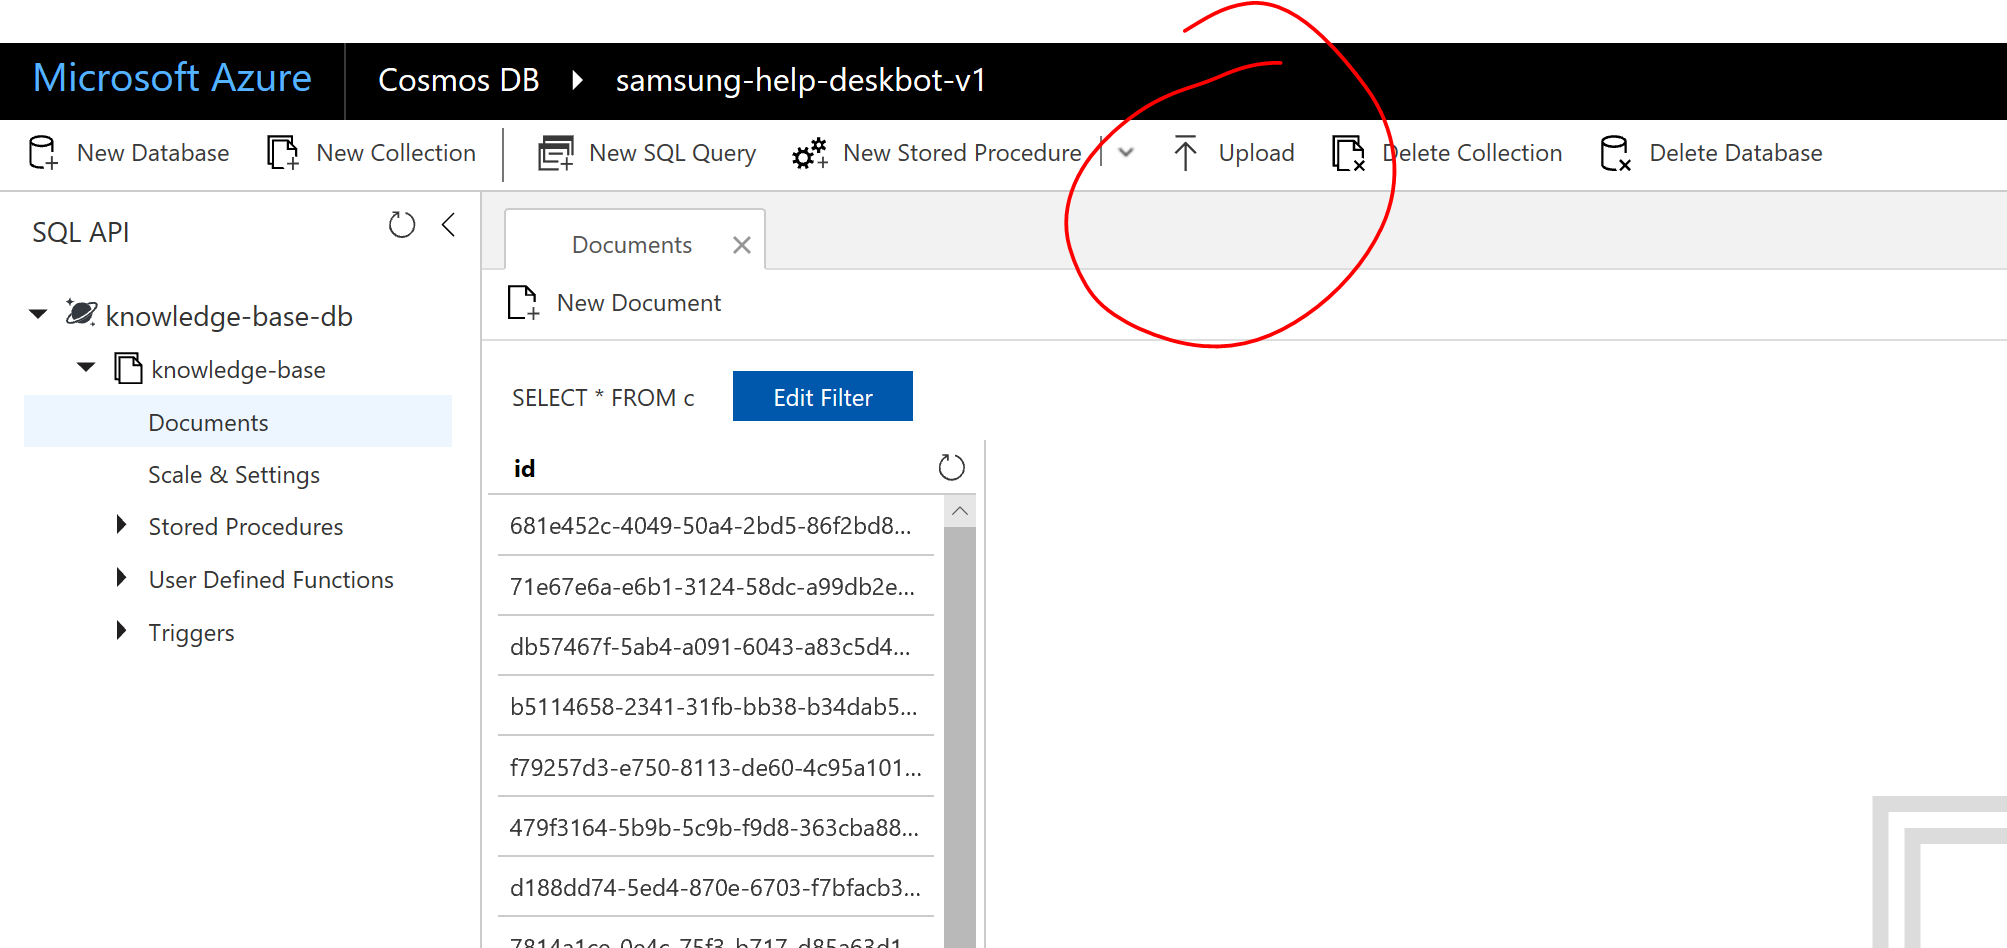 Microsoft Azure Cosmos DB samsung-help-deskbot-v1
New Database New Collection New SQL Query New Stored Procedure Upload Delete Collection Delete Database
SQL API
knowledge-base-db
knowledge-base
Documents
Scale & Settings
Stored Procedures
User Defined Functions
Triggers
Documents
New Document
SELECT * FROM c Edit Filter
id
681e452c-4049-50a4-2bd5-86f2bd8...
71e67e6a-e6b1-3124-58dc-a99db2e...
db57467f-5ab4-a091-6043-a83c5d4...
b5114658-2341-31fb-bb38-b34dab5...
f79257d3-e750-8113-de60-4c95a101...
479f3164-5b9b-5c9b-f9d8-363cba88...
d188dd74-5ed4-870e-6703-f7bfacb3...